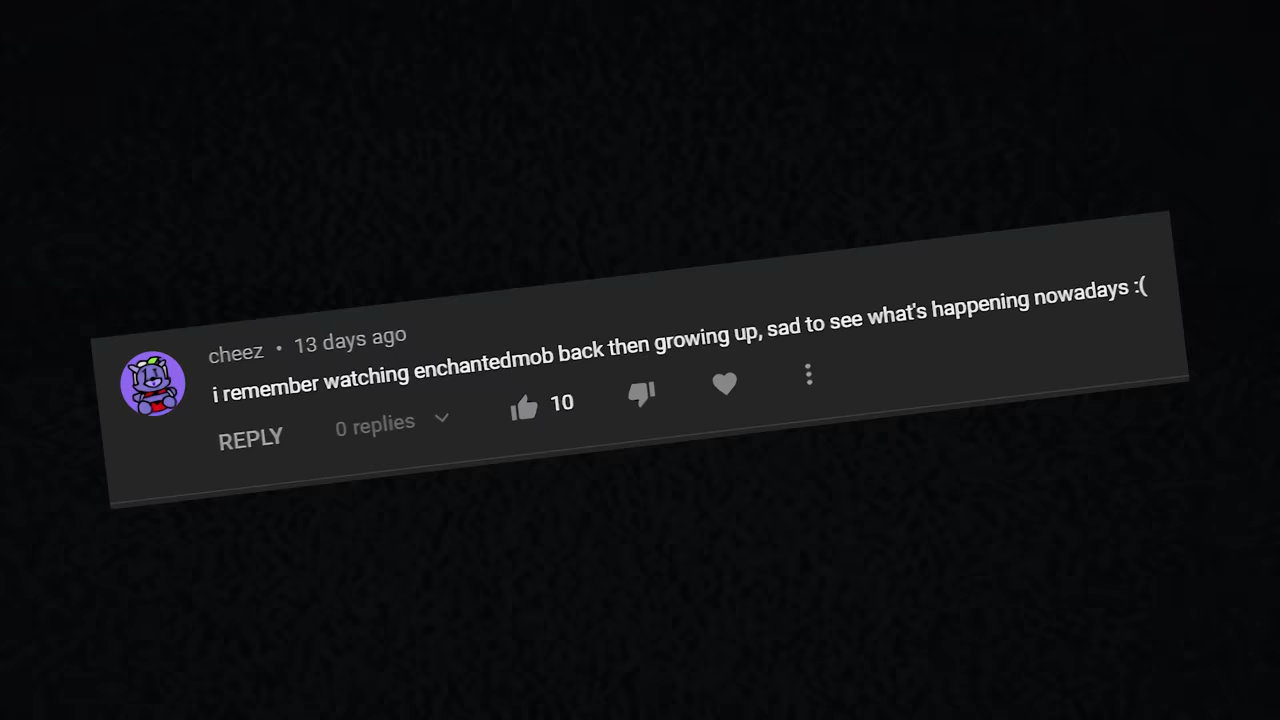 cheez • 13 days ago
i remember watching enchantedmob back then growing up, sad to see what's happening nowadays :(
REPLY 0 replies 10